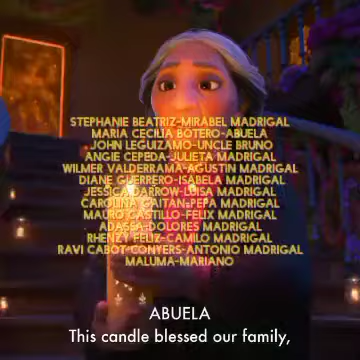 STEPHANIE BEATRIZ-MIRABEL MADRIGAL
MARIA CECILIA BOTERO-ABUELA
JOHN LEGUIZAMO-UNCLE BRUNO
ANGIE CEPEDA-JULIETA MADRIGAL
WILMER VALDERRAMA-AGUSTIN MADRIGAL
DIANE GUERRERO-ISABELA MADRIGAL
JESSICA DARROW-LUISA MADRIGAL
CAROLINA GAITAN-PEPA MADRIGAL
MAURO CASTILLO-FELIX MADRIGAL
ADASSA-DOLORES MADRIGAL
RHENZY FELIZ-CAMILO MADRIGAL
RAVI CABOT-CONYERS-ANTONIO MADRIGAL
MALUMA-MARIANO
ABUELA
This candle blessed our family,